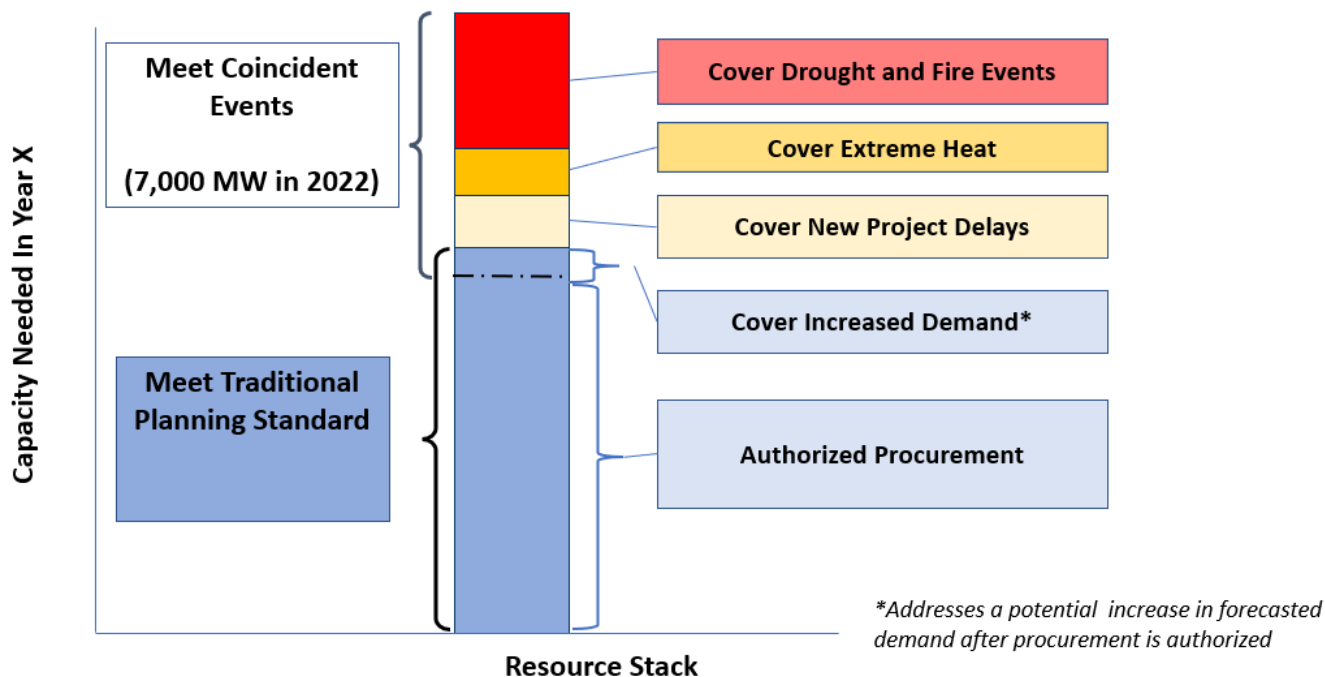 Capacity Needed In Year X
Meet Coincident
Events
(7,000 MW in 2022)
Meet Traditional
Planning Standard
Cover Drought and Fire Events
Cover Extreme Heat
Cover New Project Delays
Cover Increased Demand*
Authorized Procurement
*Addresses a potential increase in forecasted
demand after procurement is authorized
Resource Stack